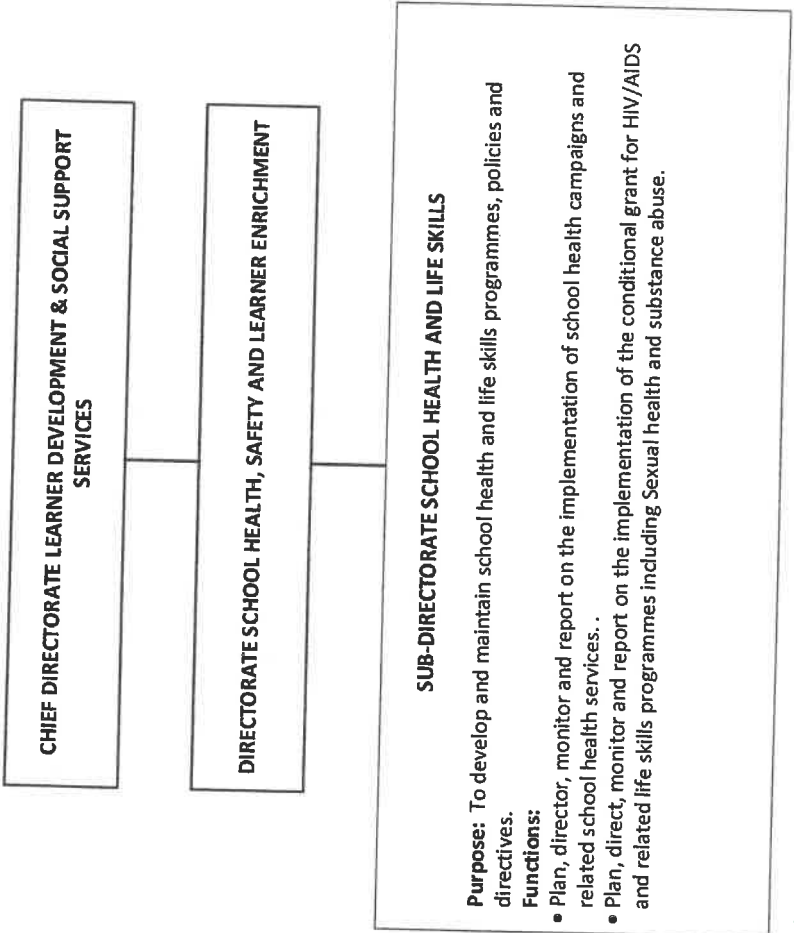 CHIEF DIRECTORATE LEARNER DEVELOPMENT & SOCIAL SUPPORT
SERVICES
DIRECTORATE SCHOOL HEALTH, SAFETY AND LEARNER ENRICHMENT
SUB-DIRECTORATE SCHOOL HEALTH AND LIFE SKILLS
Purpose: To develop and maintain school health and life skills programmes, policies and
directives.
Functions:
• Plan, director, monitor and report on the implementation of school health campaigns and
related school health services. .
• Plan, direct, monitor and report on the implementation of the conditional grant for HIV/AIDS
and related life skills programmes including Sexual health and substance abuse.